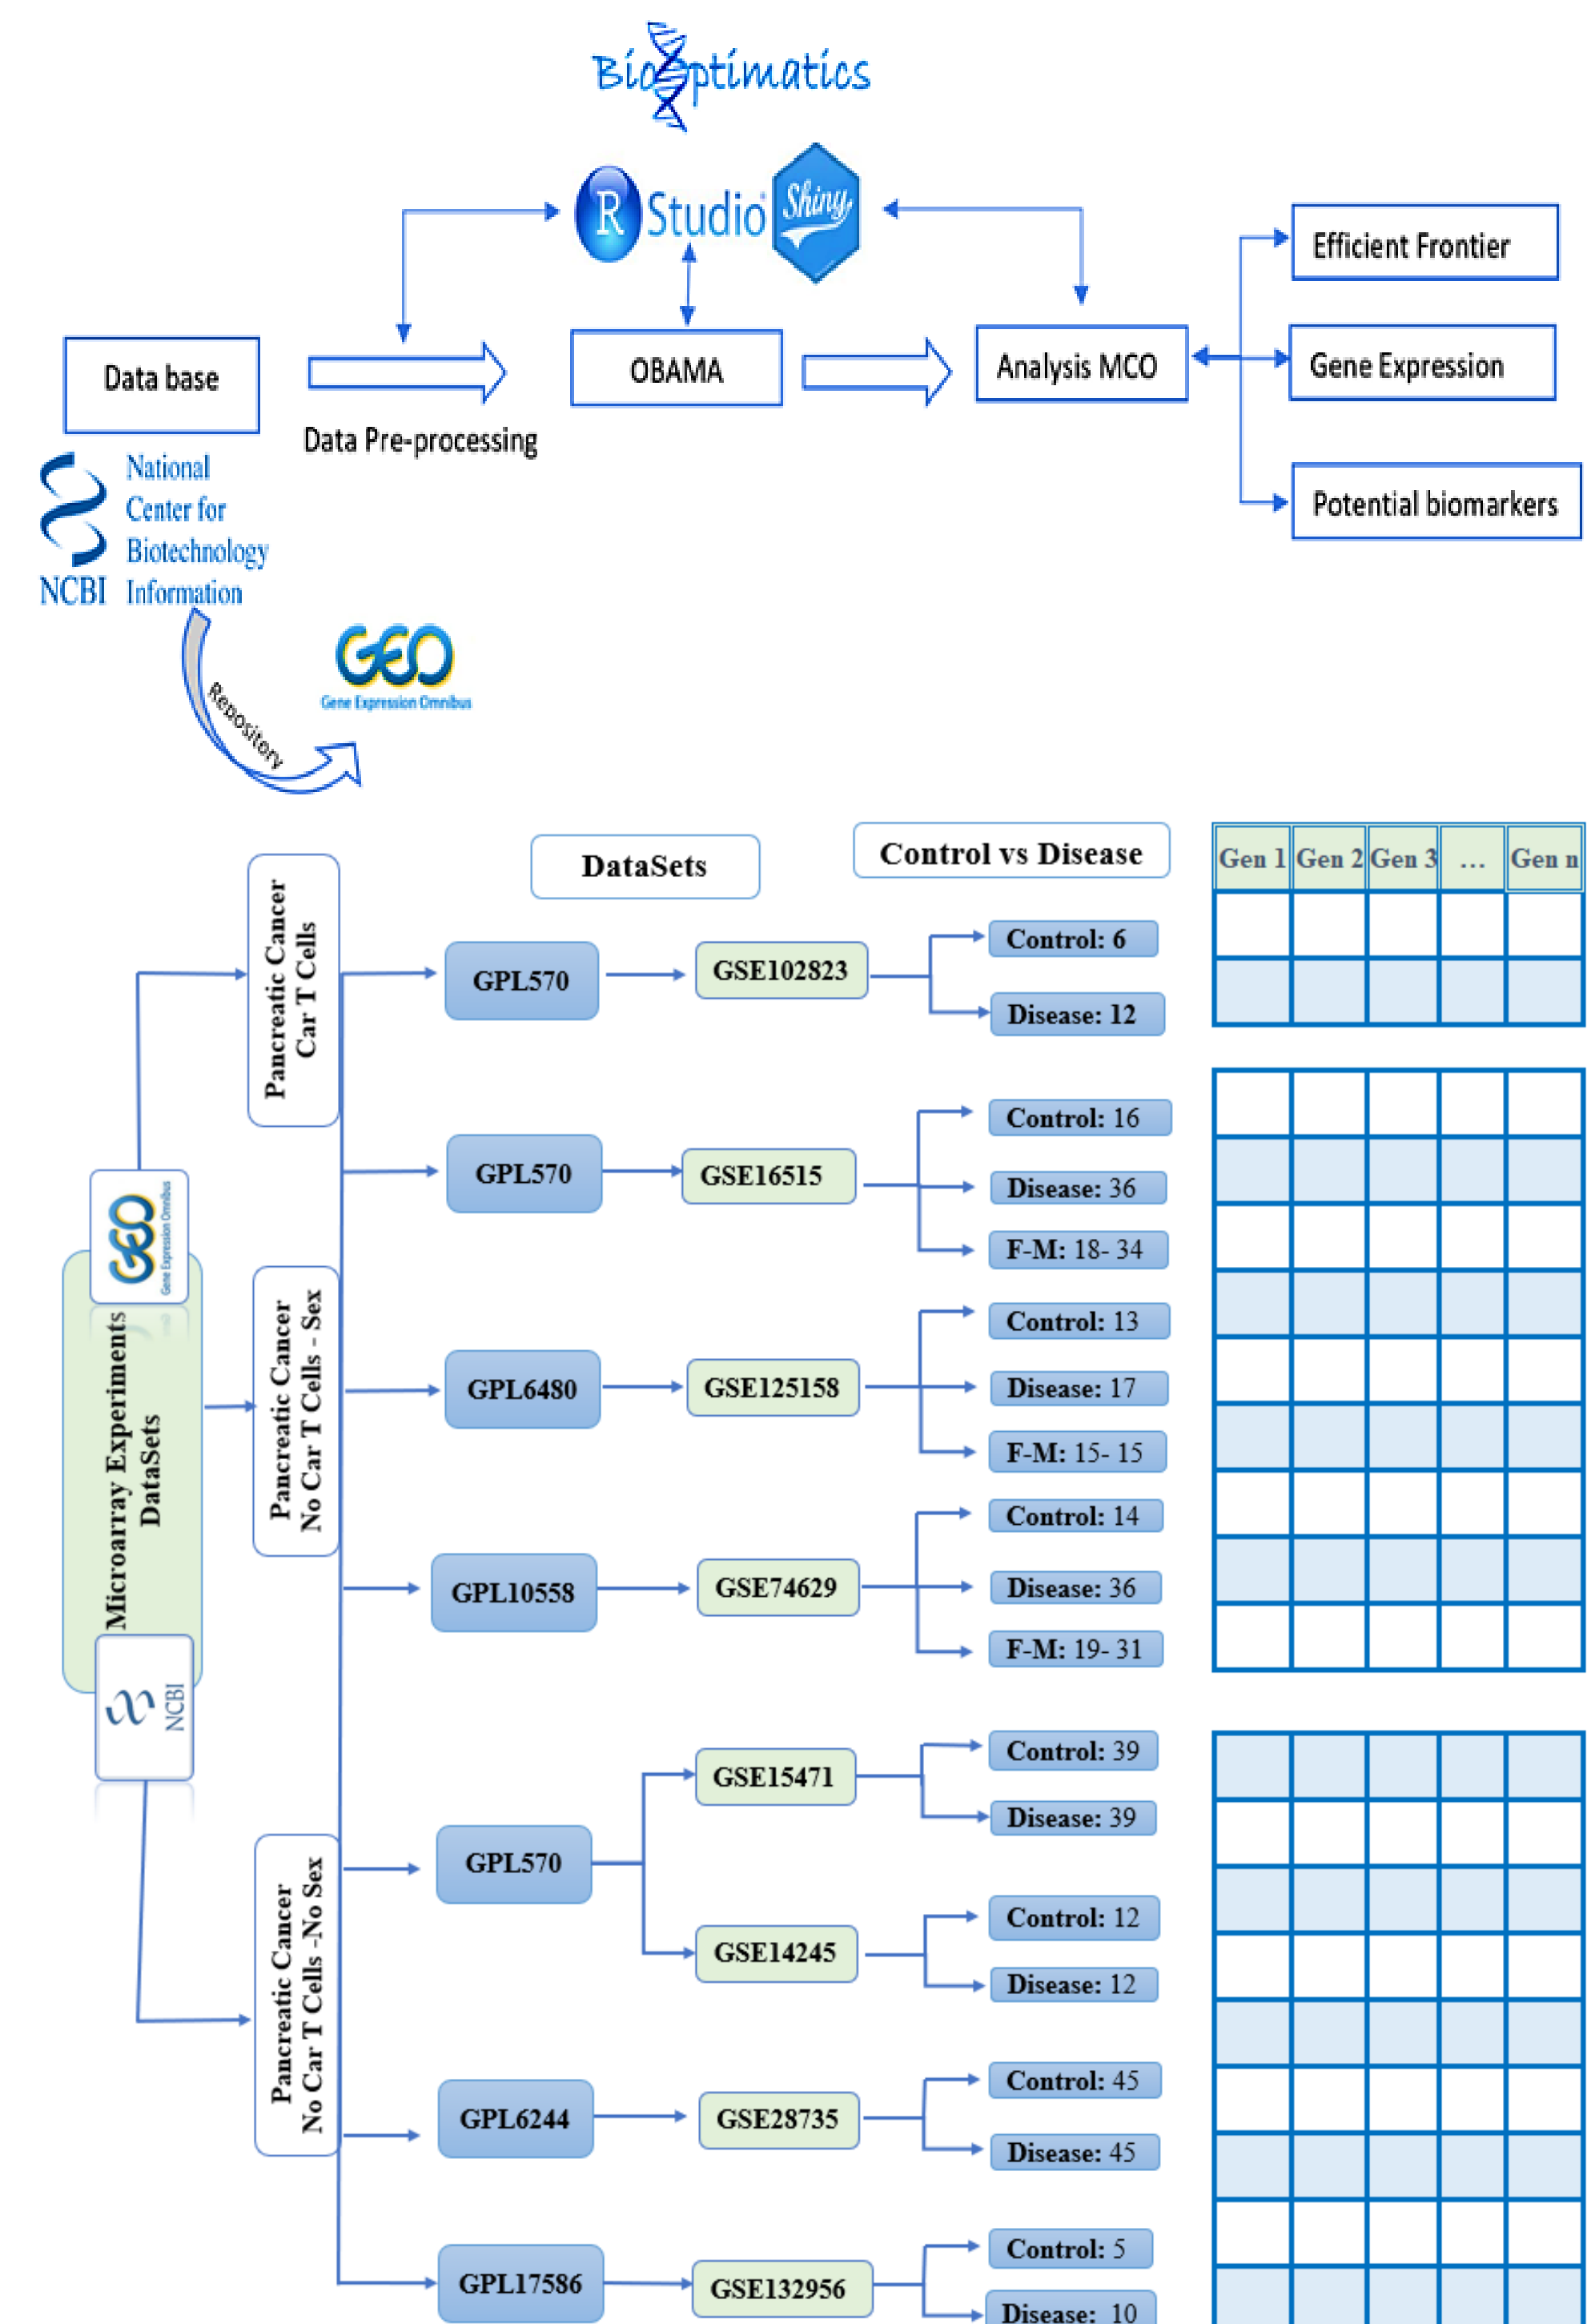 BioOptimatics
R Studio
Shiny
Data base
Data Pre-processing
OBAMA
Analysis MCO
Efficient Frontier
Gene Expression
Potential biomarkers
National
Center for
Biotechnology
NCBI Information
Repository
GEO
Gene Expression Omnibus
DataSets
Control vs Disease
Gen 1 Gen 2 Gen 3 … Gen n
GEO
Gene Expression Omnibus
Microarray Experiments
DataSets
NCBI
Pancreatic Cancer
Car T Cells
GPL570
GSE102823
Control: 6
Disease: 12
Pancreatic Cancer
No Car T Cells - Sex
GPL570
GSE16515
Control: 16
Disease: 36
F-M: 18- 34
GPL6480
GSE125158
Control: 13
Disease: 17
F-M: 15- 15
GPL10558
GSE74629
Control: 14
Disease: 36
F-M: 19- 31
Pancreatic Cancer
No Car T Cells -No Sex
GPL570
GSE15471
Control: 39
Disease: 39
GSE14245
Control: 12
Disease: 12
GPL6244
GSE28735
Control: 45
Disease: 45
GPL17586
GSE132956
Control: 5
Disease: 10